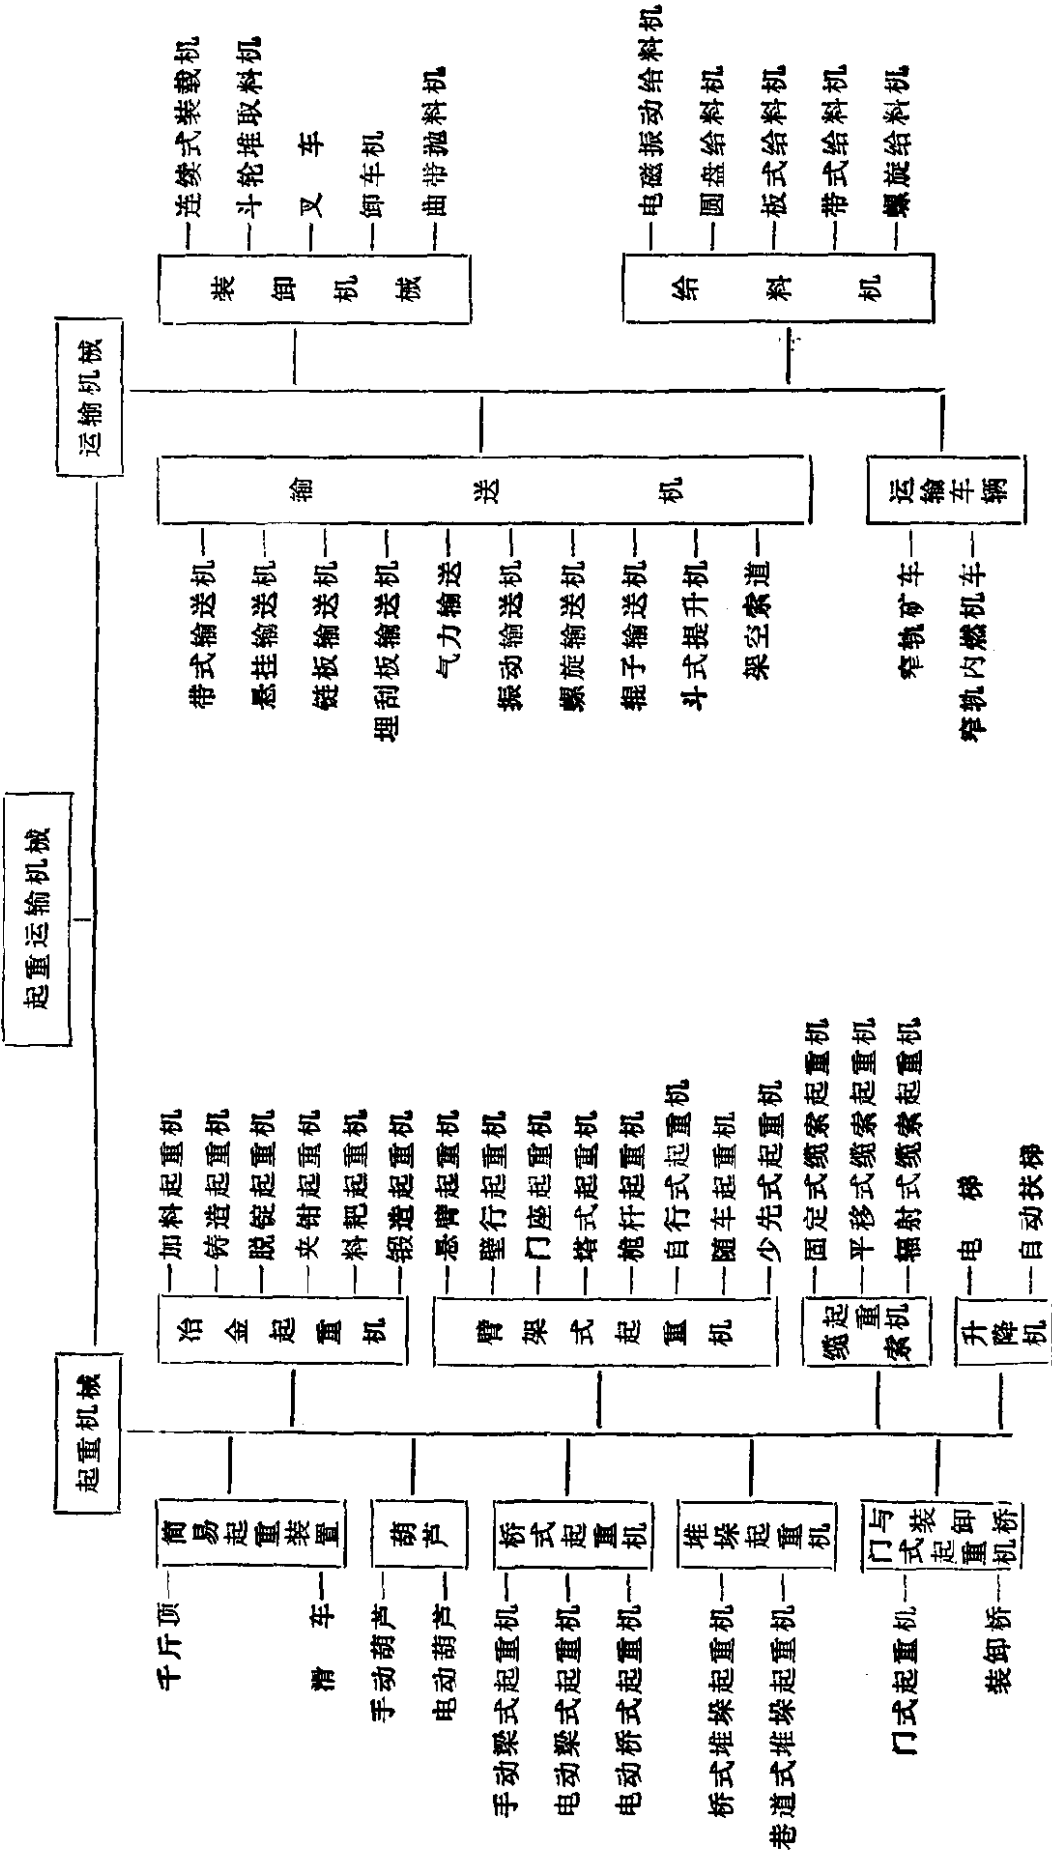 起重运输机械
起重机械
简易起重装置
千斤顶
滑车
葫芦
手动葫芦
电动葫芦
桥式起重机
手动梁式起重机
电动梁式起重机
电动桥式起重机
堆垛起重机
桥式堆垛起重机
巷道式堆垛起重机
门式起重机与装卸桥
门式起重机
装卸桥
冶金起重机
加料起重机
铸造起重机
脱锭起重机
夹钳起重机
料耙起重机
锻造起重机
臂架式起重机
悬臂起重机
壁行起重机
门座起重机
塔式起重机
桅杆起重机
自行式起重机
随车起重机
少先式起重机
缆索起重机
固定式缆索起重机
平移式缆索起重机
辐射式缆索起重机
升降机
电梯
自动扶梯
运输机械
输送机
带式输送机
悬挂输送机
链板输送机
埋刮板输送机
气力输送
振动输送机
螺旋输送机
辊子输送机
斗式提升机
架空索道
运输车辆
窄轨矿车
窄轨内燃机车
装卸机械
连续式装载机
斗轮堆取料机
叉车
卸车机
曲带抛料机
给料机
电磁振动给料机
圆盘给料机
板式给料机
带式给料机
螺旋给料机